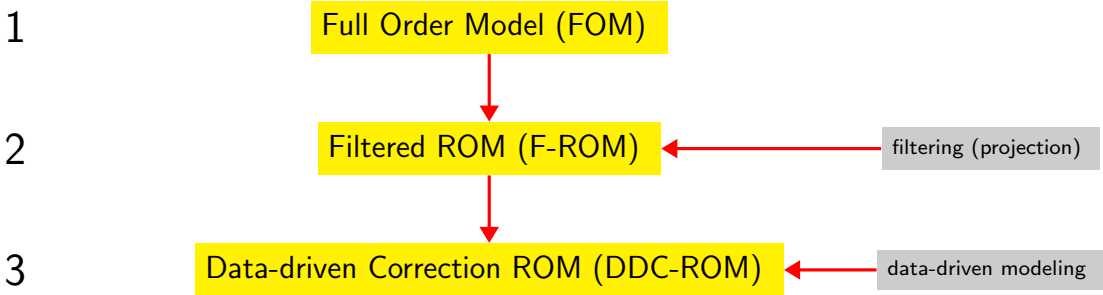 1 Full Order Model (FOM)
2 Filtered ROM (F-ROM) filtering (projection)
3 Data-driven Correction ROM (DDC-ROM) data-driven modeling